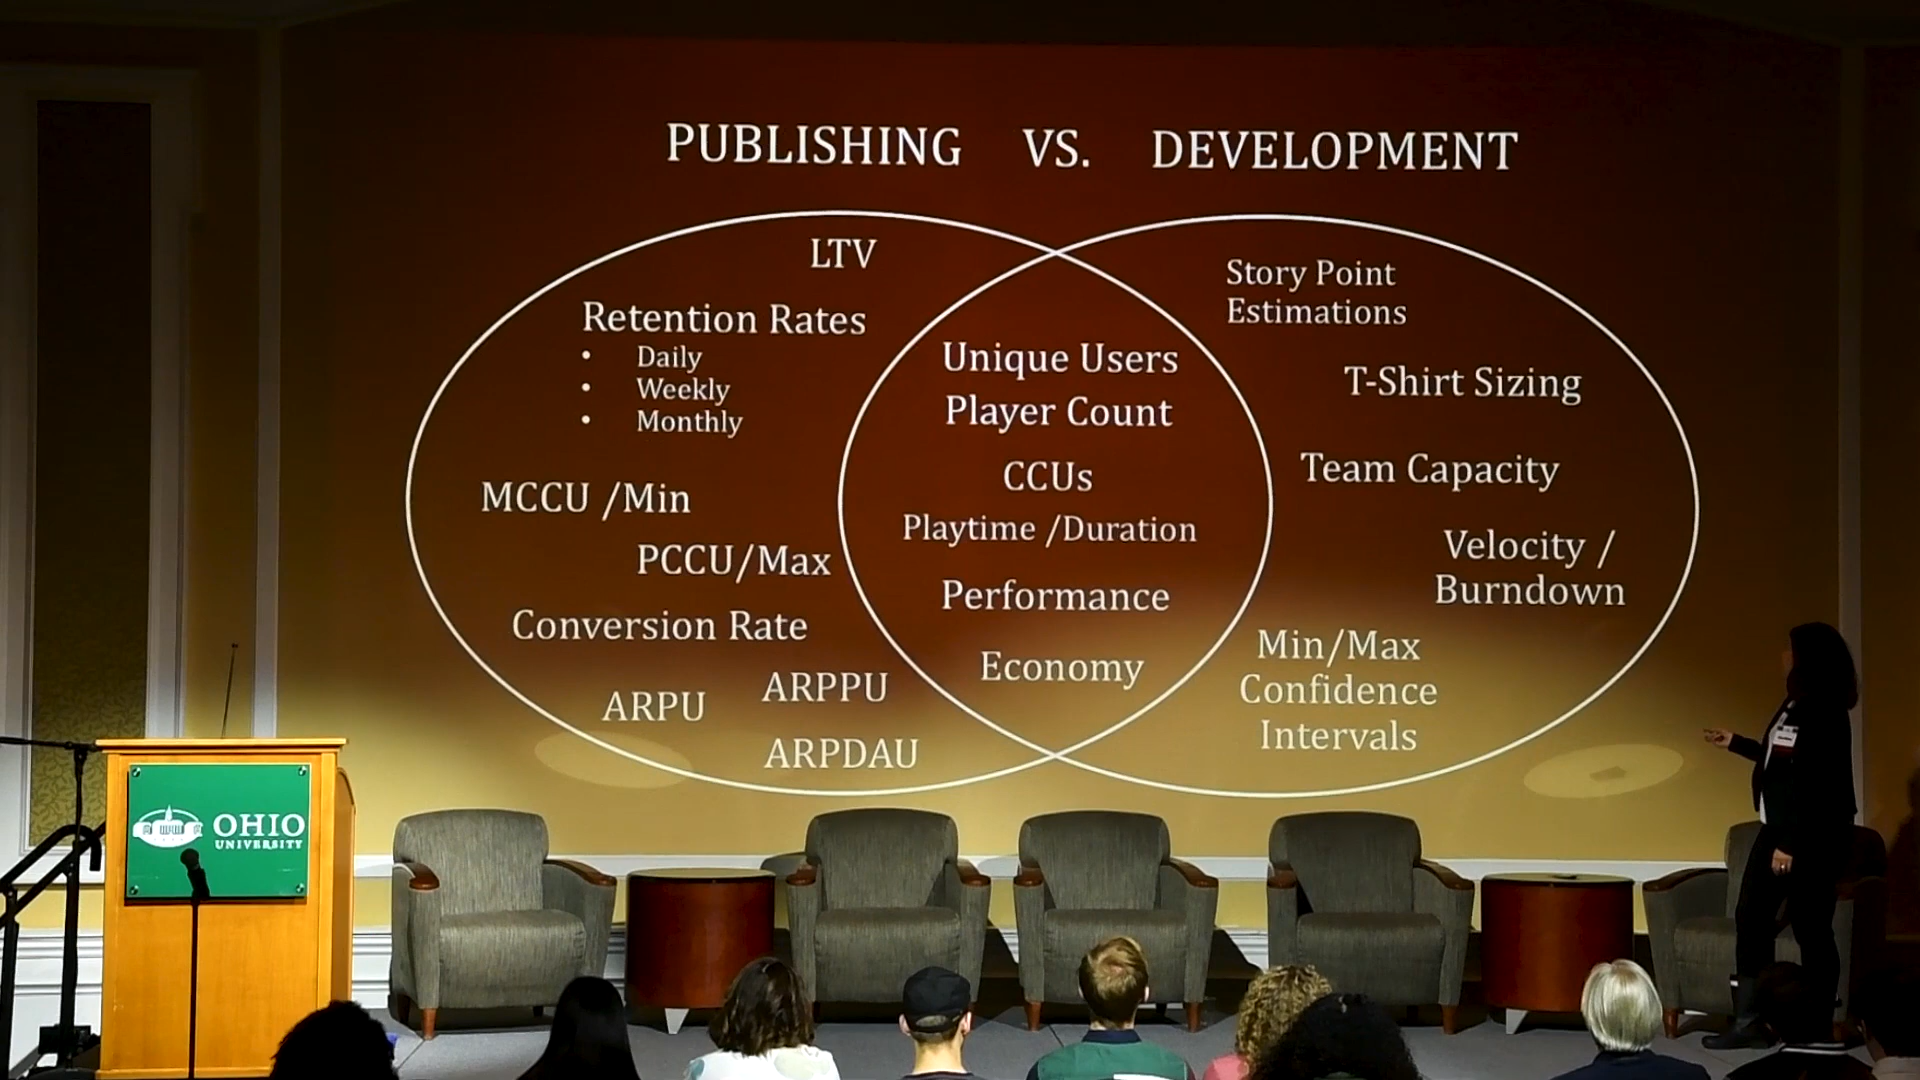 PUBLISHING VS. DEVELOPMENT
LTV
Retention Rates
• Daily
• Weekly
• Monthly
MCCU /Min
PCCU/Max
Conversion Rate
ARPU
ARPPU
ARPDAU
Unique Users
Player Count
CCUs
Playtime /Duration
Performance
Economy
Story Point
Estimations
T-Shirt Sizing
Team Capacity
Velocity /
Burndown
Min/Max
Confidence
Intervals
OHIO
UNIVERSITY